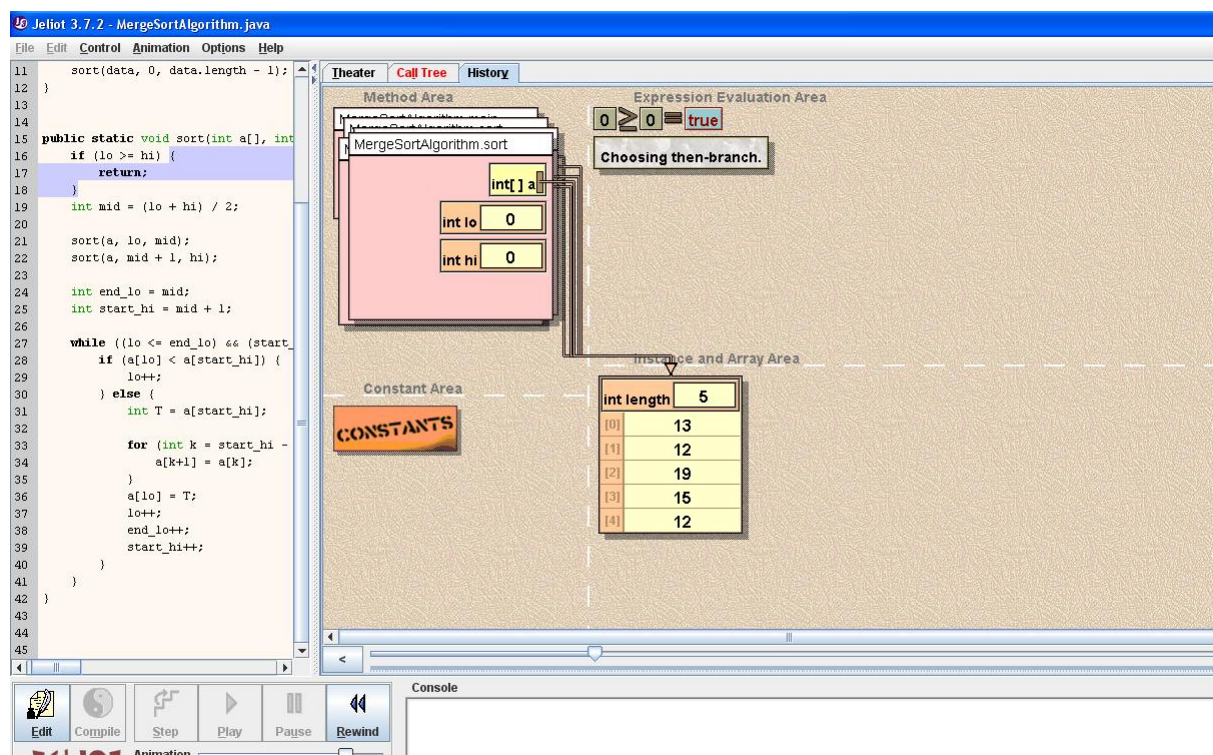 Jeliot 3.7.2 - MergeSortAlgorithm.java
File Edit Control Animation Options Help
11 sort(data, 0, data.length - 1);
12 }
13
14
15 public static void sort(int a[], int
16 if (lo >= hi) {
17 return;
18 }
19 int mid = (lo + hi) / 2;
20
21 sort(a, lo, mid);
22 sort(a, mid + 1, hi);
23
24 int end_lo = mid;
25 int start_hi = mid + 1;
26
27 while ((lo <= end_lo) && (start_
28 if (a[lo] < a[start_hi]) {
29 lo++;
30 } else {
31 int T = a[start_hi];
32
33 for (int k = start_hi -
34 a[k+1] = a[k];
35 }
36 a[lo] = T;
37 lo++;
38 end_lo++;
39 start_hi++;
40 }
41 }
42 }
43
44
45
Theater Call Tree History
Method Area
MergeSortAlgorithm.sort
int[ ] a
int lo 0
int hi 0
Expression Evaluation Area
0 ≥ 0 = true
Choosing then-branch.
Constant Area
CONSTANTS
Instance and Array Area
int length 5
[0] 13
[1] 12
[2] 19
[3] 15
[4] 12
<
Edit Compile Step Play Pause Rewind
Animation
Console